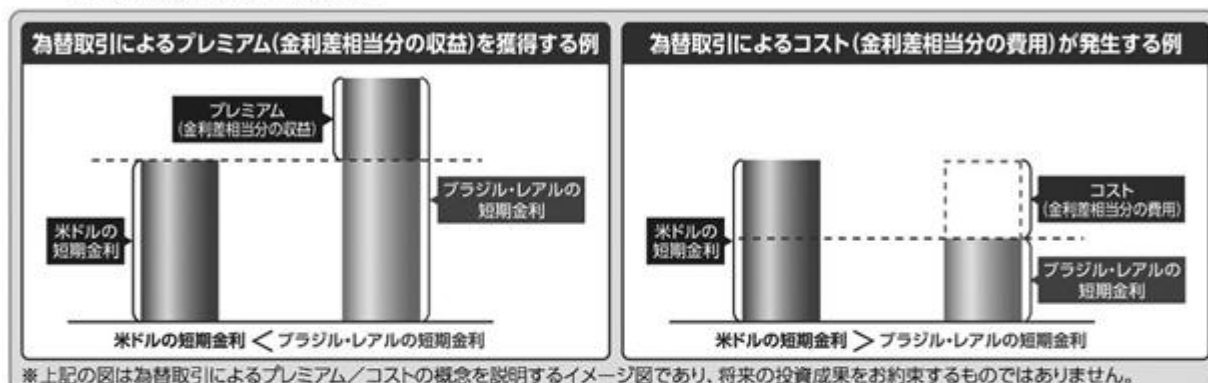 為替取引によるプレミアム(金利差相当分の収益)を獲得する例
プレミアム
(金利差相当分の収益)
ブラジル・レアルの
短期金利
米ドルの
短期金利
米ドルの短期金利 < ブラジル・レアルの短期金利
為替取引によるコスト(金利差相当分の費用)が発生する例
コスト
(金利差相当分の費用)
米ドルの
短期金利
ブラジル・レアルの
短期金利
米ドルの短期金利 > ブラジル・レアルの短期金利
※上記の図は為替取引によるプレミアム/コストの概念を説明するイメージ図であり、将来の投資成果をお約束するものではありません。